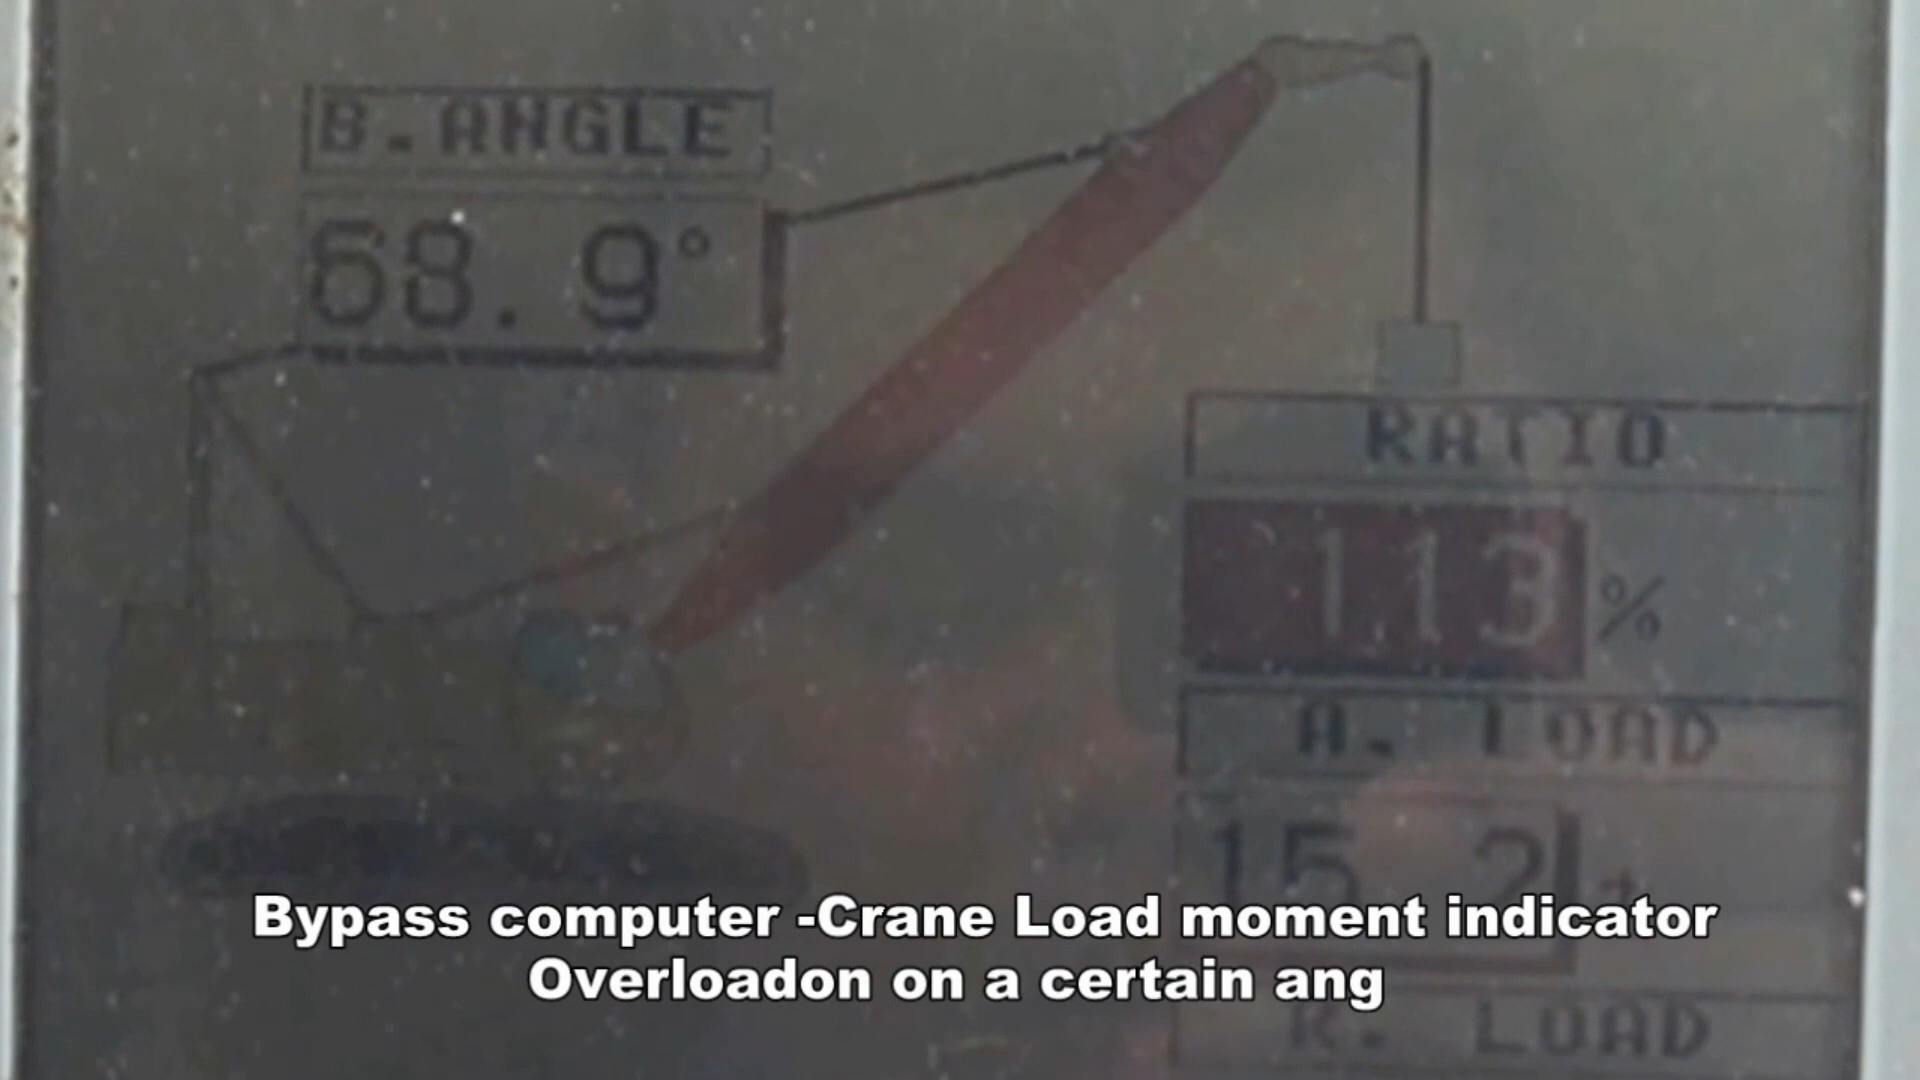 B.ANGLE
68.9°
RATIO
113%
A. LOAD
15.2
Bypass computer -Crane Load moment indicator
Overloadon on a certain ang
R. LOAD